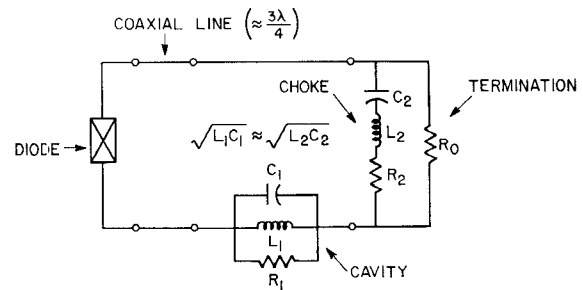 COAXIAL LINE (≈ 3λ/4)
CHOKE
C2
TERMINATION
√L1C1 ≈ √L2C2
L2
R0
DIODE
R2
C1
L1
R1
CAVITY